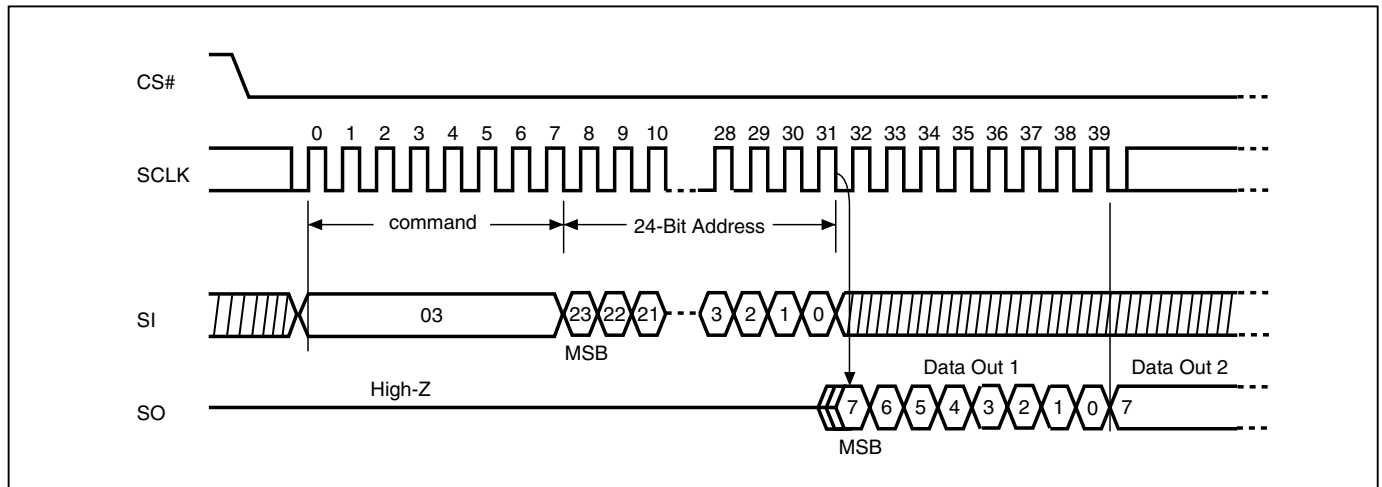 CS#
0 1 2 3 4 5 6 7 8 9 10 28 29 30 31 32 33 34 35 36 37 38 39
SCLK
command 24-Bit Address
SI 03 23 22 21 3 2 1 0
MSB
Data Out 1 Data Out 2
High-Z
SO 7 6 5 4 3 2 1 0 7
MSB